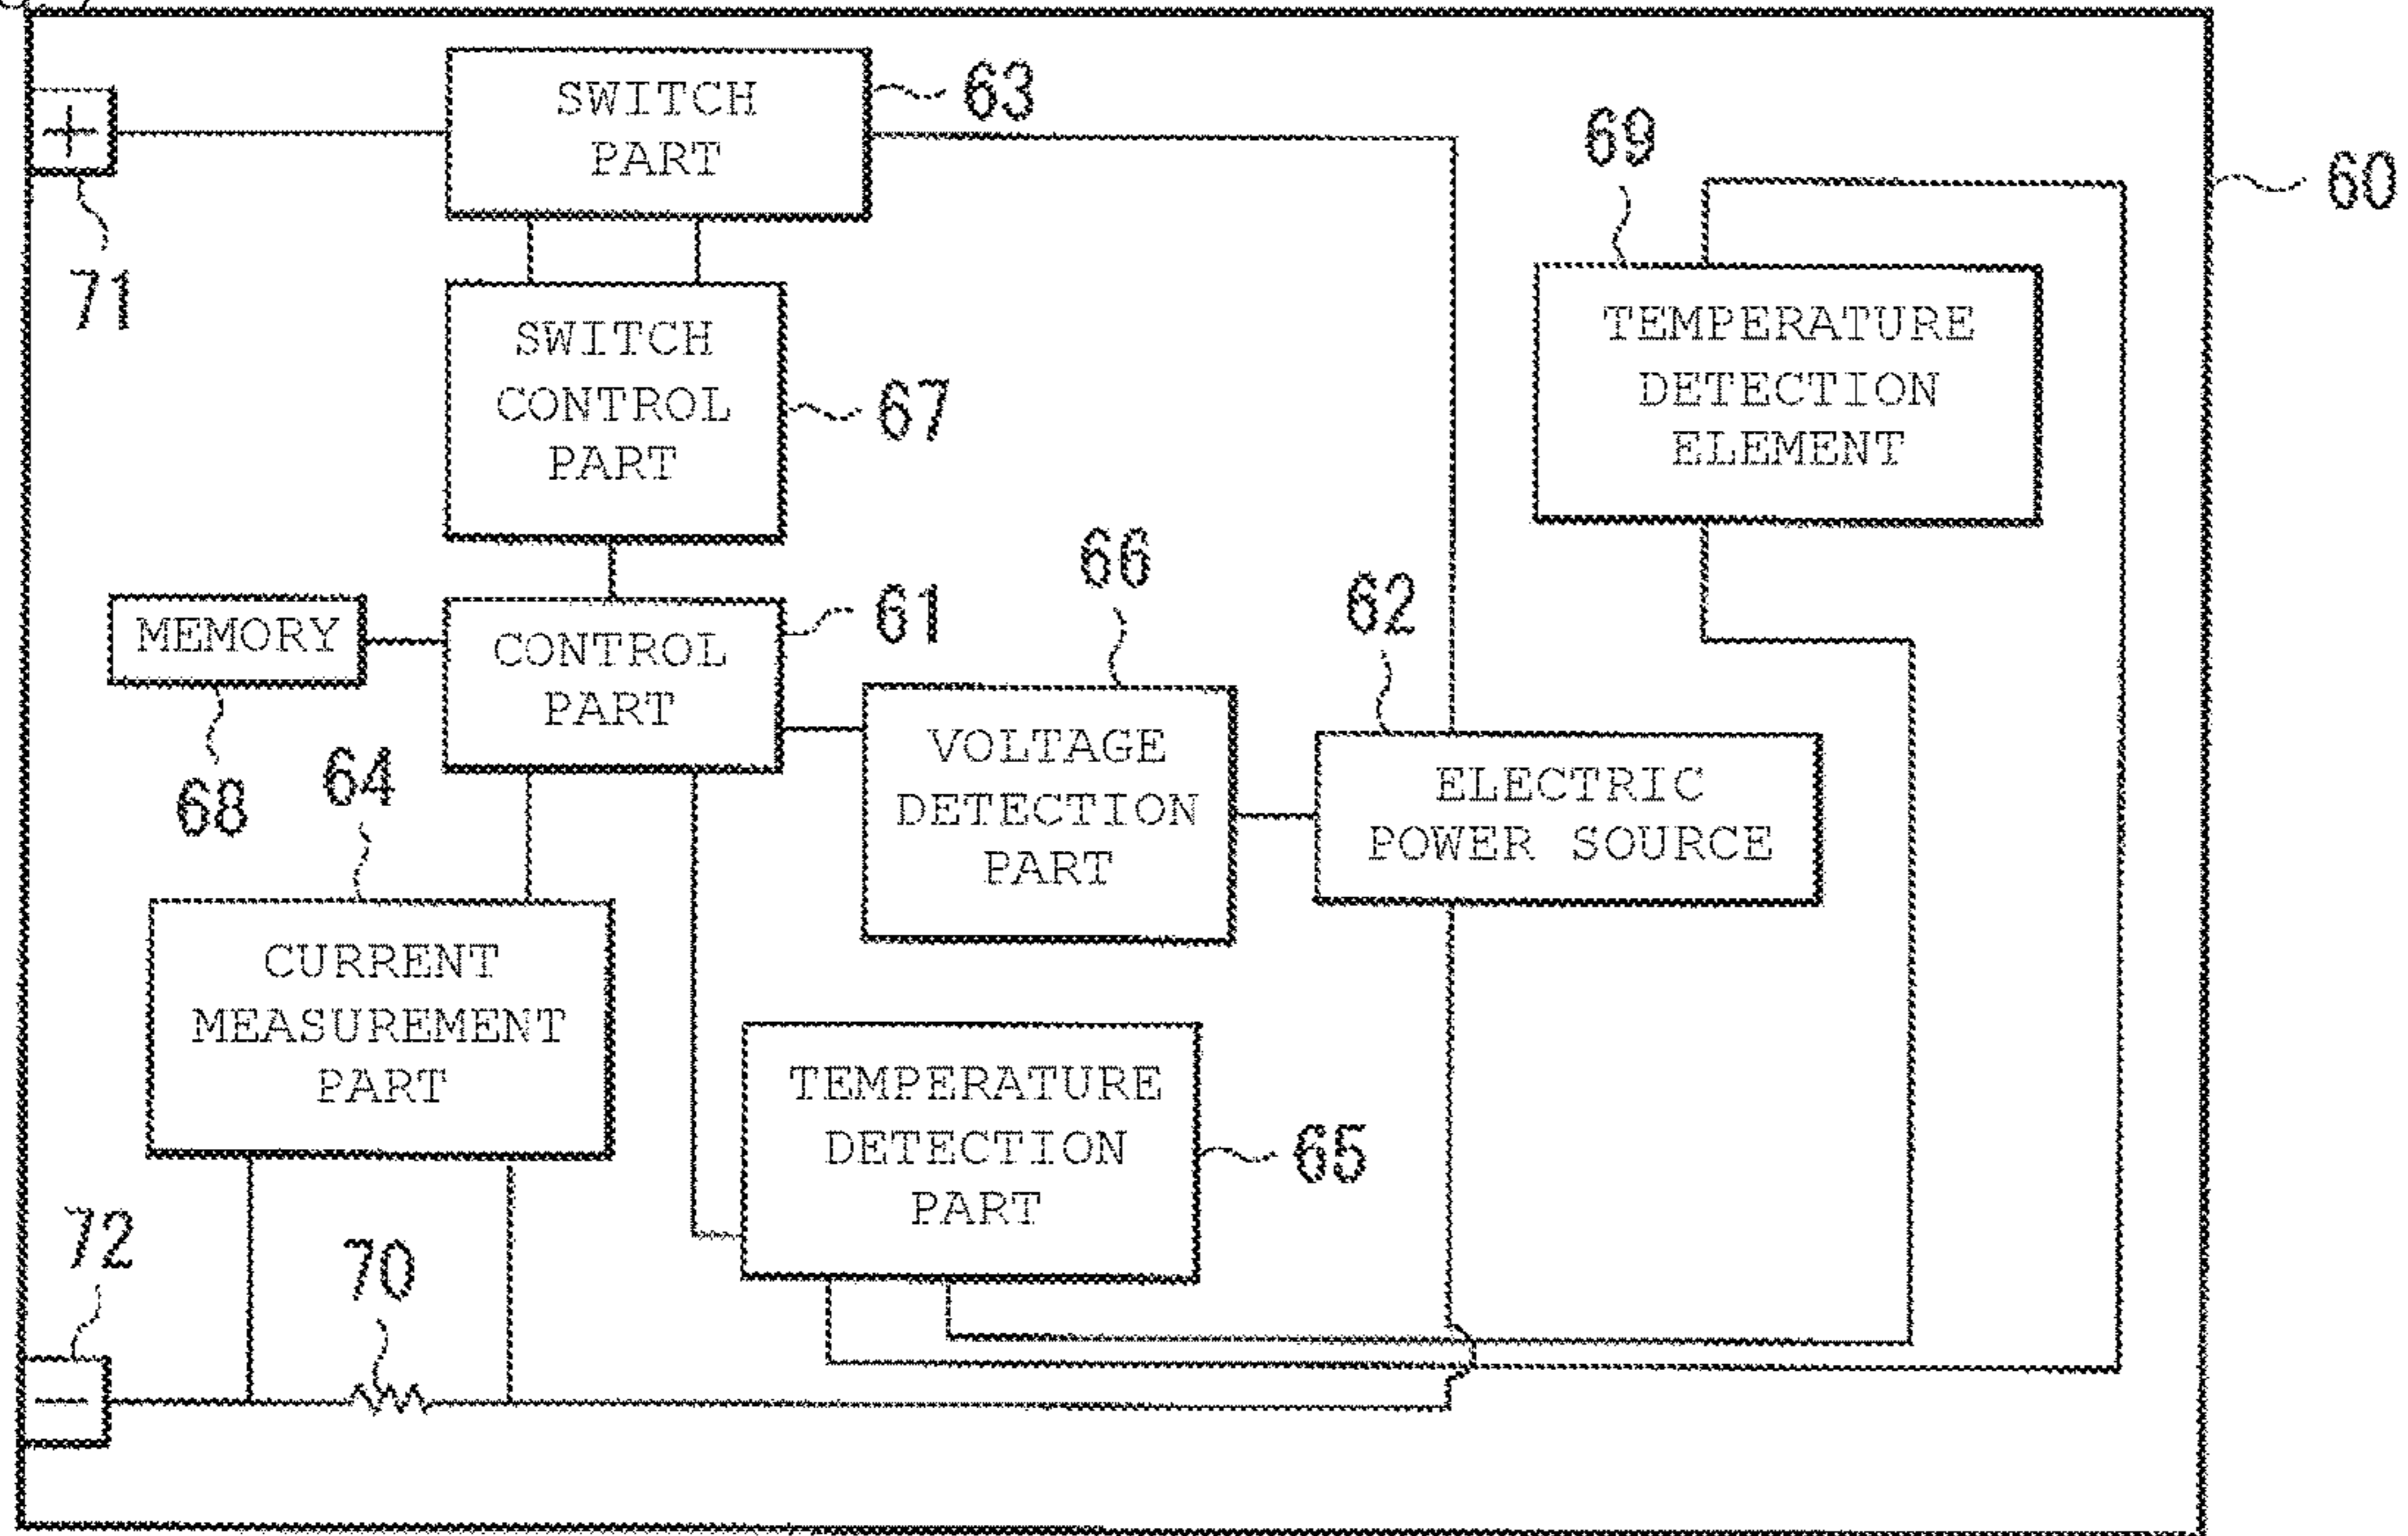 SWITCH
PART
63
+
71
69
60
TEMPERATURE
DETECTION
ELEMENT
SWITCH
CONTROL
PART
67
66
62
61
MEMORY
CONTROL
PART
68
64
VOLTAGE
DETECTION
PART
ELECTRIC
POWER SOURCE
CURRENT
MEASUREMENT
PART
TEMPERATURE
DETECTION
PART
65
72
70
—